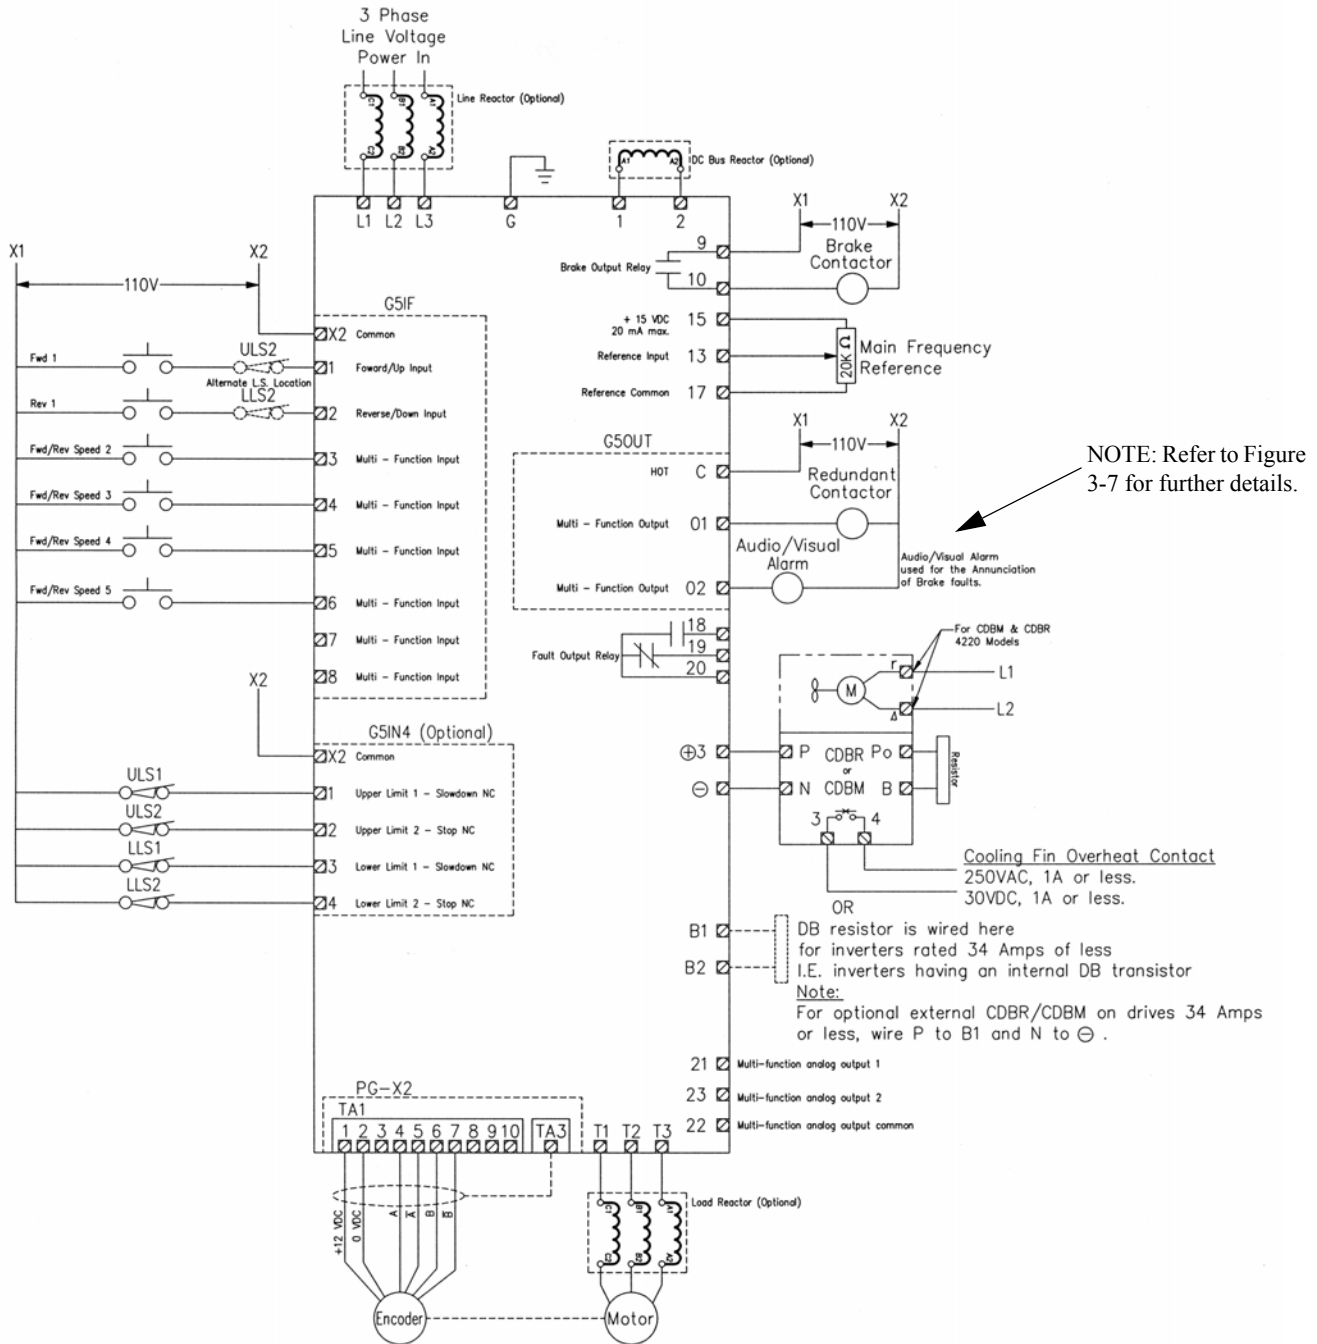 3 Phase
Line Voltage
Power In
C1 B1 A1
Line Reactor (Optional)
C2 B2 A2
A1 A2
DC Bus Reactor (Optional)
L1 L2 L3 G 1 2
X1 X2
110V
9
Brake Output Relay
10
Brake
Contactor
X1 X2
110V
G5IF
X2 Common
Fwd 1
ULS2
1 Foward/Up Input
Alternate L.S. Location
Rev 1
LLS2
2 Reverse/Down Input
Fwd/Rev Speed 2
3 Multi - Function Input
Fwd/Rev Speed 3
4 Multi - Function Input
Fwd/Rev Speed 4
5 Multi - Function Input
Fwd/Rev Speed 5
6 Multi - Function Input
7 Multi - Function Input
8 Multi - Function Input
+ 15 VDC
20 mA max.
15
Reference Input 13
Reference Common 17
20K Ω
Main Frequency
Reference
G5OUT
X1 X2
110V
HOT C
Redundant
Contactor
Multi - Function Output 01
Audio/Visual
Alarm
Multi - Function Output 02
Audio/Visual Alarm
used for the Annunciation
of Brake faults.
NOTE: Refer to Figure
3-7 for further details.
18
Fault Output Relay 19
20
For CDBM & CDBR
4220 Models
r L1
M
Δ L2
X2
G5IN4 (Optional)
X2 Common
ULS1
1 Upper Limit 1 - Slowdown NC
ULS2
2 Upper Limit 2 - Stop NC
LLS1
3 Lower Limit 1 - Slowdown NC
LLS2
4 Lower Limit 2 - Stop NC
⊕3 P CDBR Po
or
⊖ N CDBM B
Resistor
3 4
Cooling Fin Overheat Contact
250VAC, 1A or less.
30VDC, 1A or less.
OR
B1
B2
DB resistor is wired here
for inverters rated 34 Amps of less
I.E. inverters having an internal DB transistor
Note:
For optional external CDBR/CDBM on drives 34 Amps
or less, wire P to B1 and N to ⊖ .
21 Multi-function analog output 1
23 Multi-function analog output 2
22 Multi-function analog output common
PG-X2
TA1
1 2 3 4 5 6 7 8 9 10 TA3 T1 T2 T3
+12 VDC
0 VDC
A
A̅
B
B̅
C1 B1 A1
Load Reactor (Optional)
C2 B2 A2
Encoder
Motor